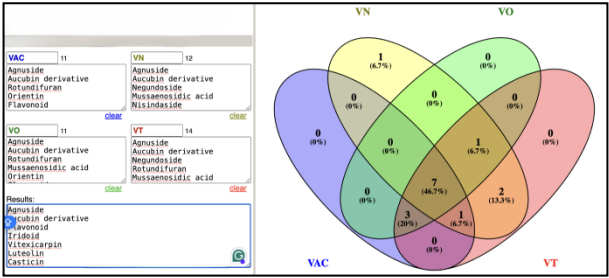 VAC 11
VN 12
Agnuside
Aucubin derivative
Rotundifuran
Orientin
Flavonoid
Agnuside
Aucubin derivative
Negundoside
Mussaenosidic acid
Nisindaside
clear
clear
VO 11
VT 14
Agnuside
Aucubin derivative
Rotundifuran
Mussaenosidic acid
Orientin
Agnuside
Aucubin derivative
Negundoside
Rotundifuran
Mussaenosidic acid
clear
clear
Results:
Agnuside
ucubin derivative
lavonoid
Iridoid
Vitexicarpin
Luteolin
Casticin
G
VN
VO
1
(6.7%)
0
(0%)
0
(0%)
0
(0%)
0
(0%)
0
(0%)
0
(0%)
0
(0%)
1
(6.7%)
7
(46.7%)
0
(0%)
2
(13.3%)
3
(20%)
1
(6.7%)
0
(0%)
VAC
VT